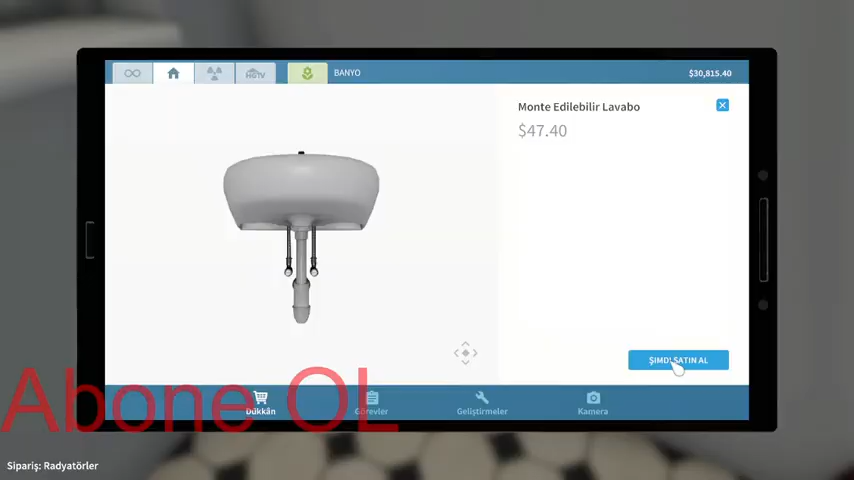 HGTV
BANYO
$30,815.40
Monte Edilebilir Lavabo
$47.40
ŞİMDİ SATIN AL
Abone OL
Dükkân
Görevler
Geliştirmeler
Kamera
Sipariş: Radyatörler